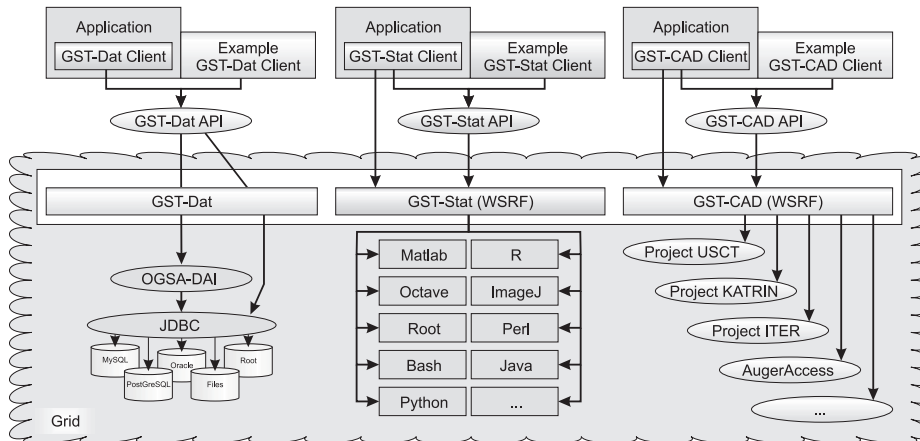 Application
GST-Dat Client
Example
GST-Dat Client
Application
GST-Stat Client
Example
GST-Stat Client
Application
GST-CAD Client
Example
GST-CAD Client
GST-Dat API
GST-Stat API
GST-CAD API
GST-Dat
GST-Stat (WSRF)
GST-CAD (WSRF)
OGSA-DAI
JDBC
MySQL
PostGreSQL
Oracle
Files
Root
Matlab
R
Octave
ImageJ
Root
Perl
Bash
Java
Python
...
Project USCT
Project KATRIN
Project ITER
AugerAccess
...
Grid